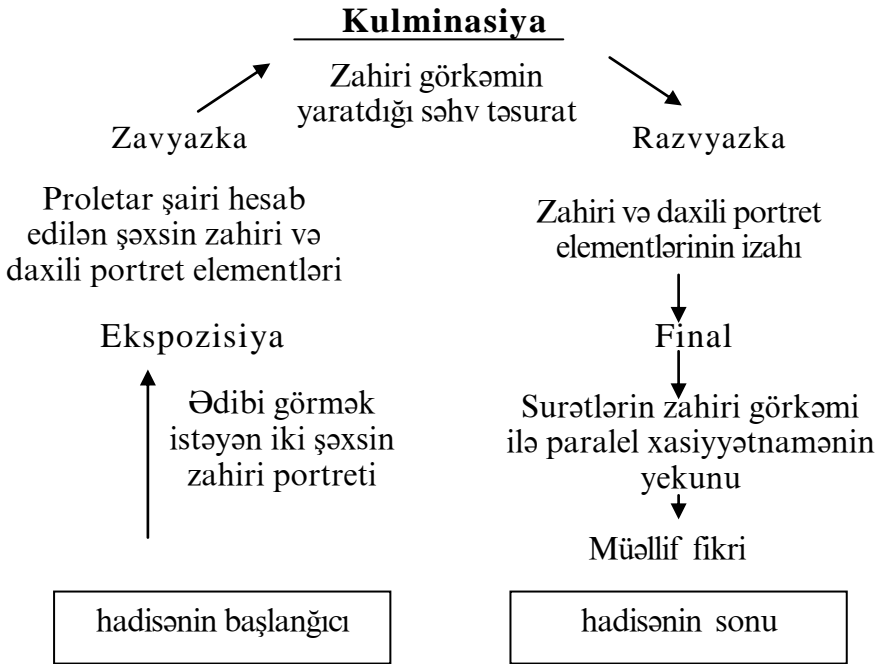 Kulminasiya
Zahiri görkəmin
yaratdığı səhv təsurat
Zavyazka
Razvyazka
Proletar şairi hesab
edilən şəxsin zahiri və
daxili portret elementləri
Zahiri və daxili portret
elementlərinin izahı
Ekspozisiya
Final
Ədibi görmək
istəyən iki şəxsin
zahiri portreti
Surətlərin zahiri görkəmi
ilə paralel xasiyyətnamənin
yekunu
Müəllif fikri
hadisənin başlanğıcı
hadisənin sonu